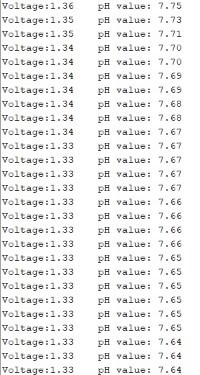 Voltage:1.36    pH value: 7.75
Voltage:1.35    pH value: 7.73
Voltage:1.35    pH value: 7.71
Voltage:1.34    pH value: 7.70
Voltage:1.34    pH value: 7.70
Voltage:1.34    pH value: 7.69
Voltage:1.34    pH value: 7.69
Voltage:1.34    pH value: 7.68
Voltage:1.34    pH value: 7.68
Voltage:1.34    pH value: 7.67
Voltage:1.33    pH value: 7.67
Voltage:1.33    pH value: 7.67
Voltage:1.33    pH value: 7.67
Voltage:1.33    pH value: 7.67
Voltage:1.33    pH value: 7.66
Voltage:1.33    pH value: 7.66
Voltage:1.33    pH value: 7.66
Voltage:1.33    pH value: 7.66
Voltage:1.33    pH value: 7.65
Voltage:1.33    pH value: 7.65
Voltage:1.33    pH value: 7.65
Voltage:1.33    pH value: 7.65
Voltage:1.33    pH value: 7.65
Voltage:1.33    pH value: 7.65
Voltage:1.33    pH value: 7.64
Voltage:1.33    pH value: 7.64
Voltage:1.33    pH value: 7.64